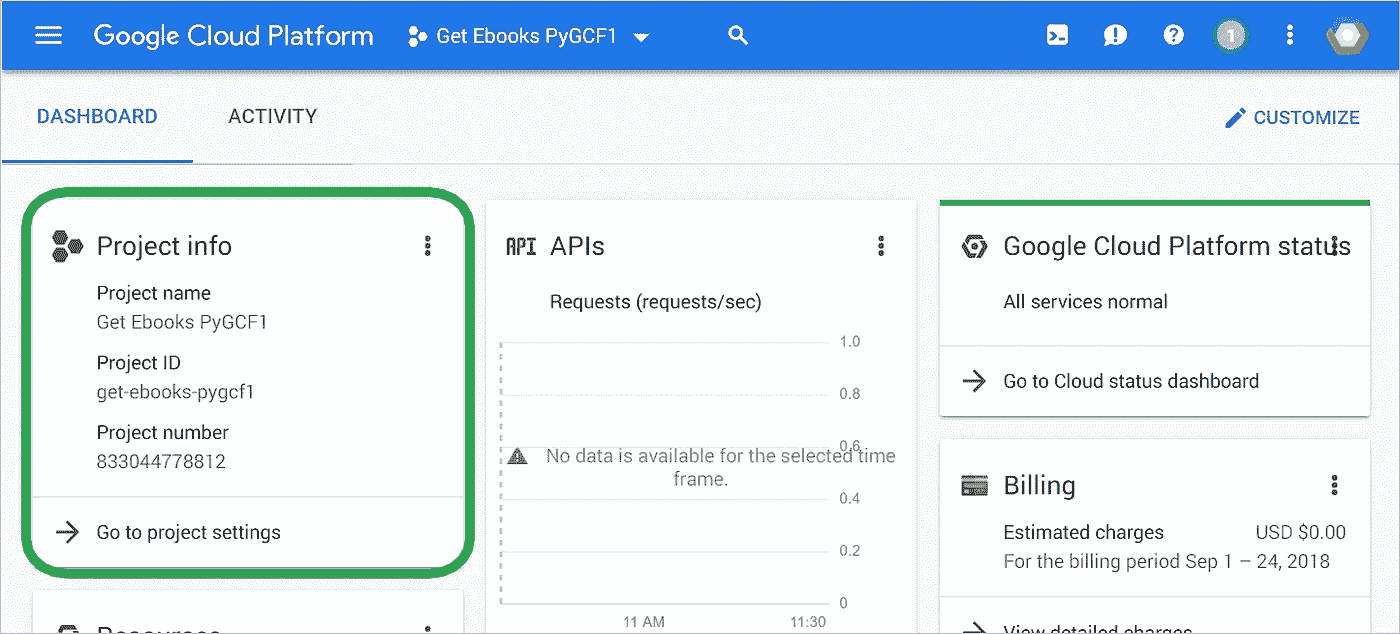 Google Cloud Platform
Get Ebooks PyGCF1
1
DASHBOARD
ACTIVITY
CUSTOMIZE
Project info
Project name
Get Ebooks PyGCF1
Project ID
get-ebooks-pygcf1
Project number
833044778812
Go to project settings
Resources
API APIs
Requests (requests/sec)
1.0
0.8
0.6
No data is available for the selected time
frame.
0.4
0.2
0
11 AM
11:30
Google Cloud Platform status
All services normal
Go to Cloud status dashboard
Billing
Estimated charges
USD $0.00
For the billing period Sep 1 – 24, 2018
View detailed charges